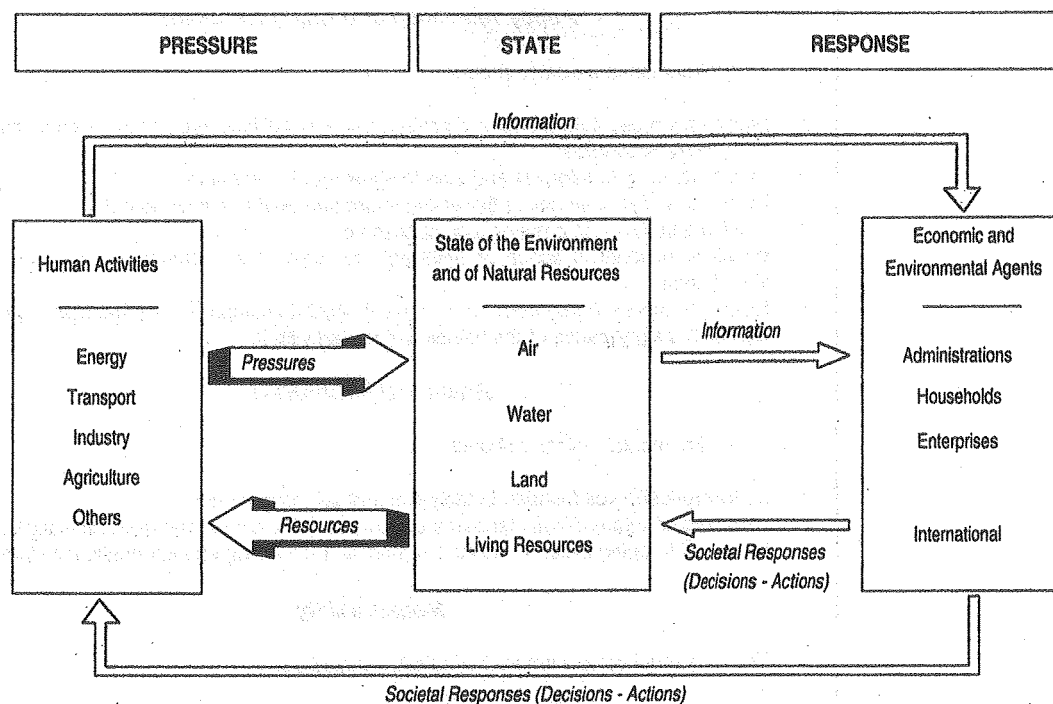 PRESSURE
STATE
RESPONSE
Information
Human Activities
Energy
Transport
Industry
Agriculture
Others
Pressures
Resources
State of the Environment
and of Natural Resources
Air
Water
Land
Living Resources
Information
Societal Responses
(Decisions - Actions)
Economic and
Environmental Agents
Administrations
Households
Enterprises
International
Societal Responses (Decisions - Actions)